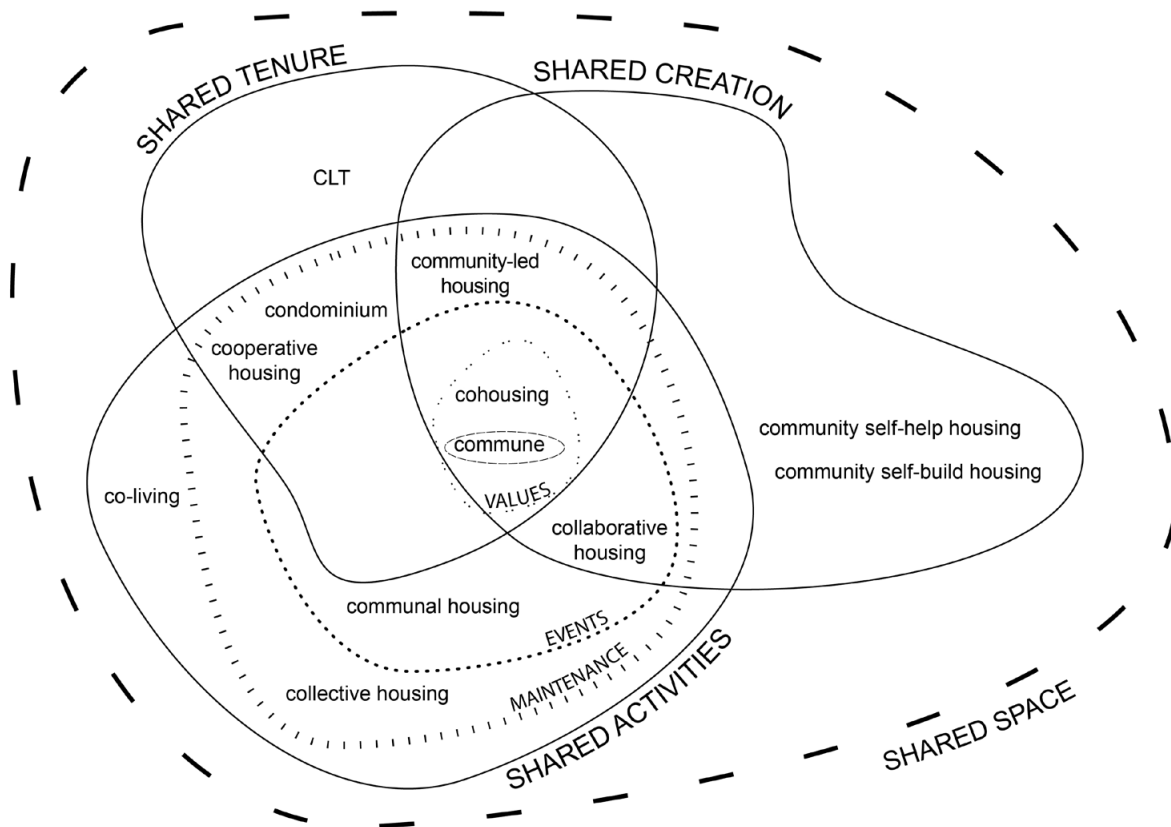 SHARED TENURE
SHARED CREATION
CLT
community-led
housing
condominium
cooperative
housing
cohousing
commune
VALUES
community self-help housing
community self-build housing
co-living
collaborative
housing
communal housing
EVENTS
collective housing
MAINTENANCE
SHARED ACTIVITIES
SHARED SPACE